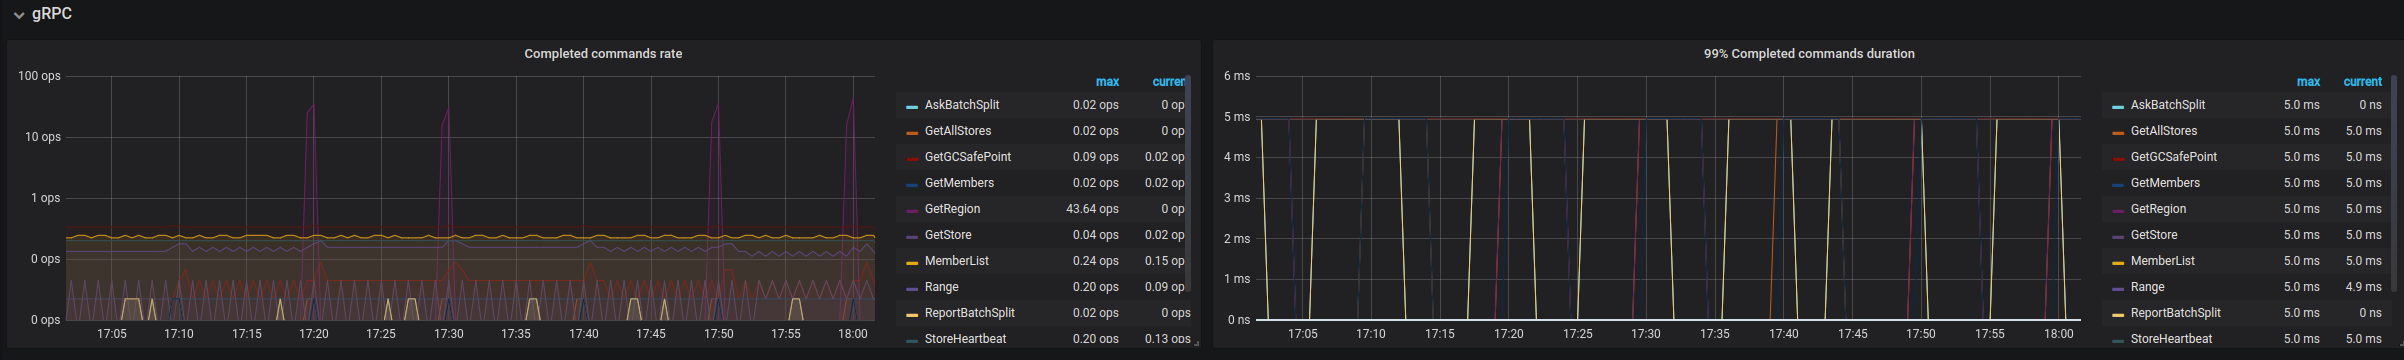 gRPC
Completed commands rate
100 ops
10 ops
1 ops
0 ops
0 ops
17:05 17:10 17:15 17:20 17:25 17:30 17:35 17:40 17:45 17:50 17:55 18:00
max current
AskBatchSplit 0.02 ops 0 op
GetAllStores 0.02 ops 0 op
GetGCSafePoint 0.09 ops 0.02 op
GetMembers 0.02 ops 0.02 op
GetRegion 43.64 ops 0 op
GetStore 0.04 ops 0.02 op
MemberList 0.24 ops 0.15 op
Range 0.20 ops 0.09 op
ReportBatchSplit 0.02 ops 0 ops
StoreHeartbeat 0.20 ops 0.13 ops
99% Completed commands duration
6 ms
5 ms
4 ms
3 ms
2 ms
1 ms
0 ns
17:05 17:10 17:15 17:20 17:25 17:30 17:35 17:40 17:45 17:50 17:55 18:00
max current
AskBatchSplit 5.0 ms 0 ns
GetAllStores 5.0 ms 5.0 ms
GetGCSafePoint 5.0 ms 5.0 ms
GetMembers 5.0 ms 5.0 ms
GetRegion 5.0 ms 5.0 ms
GetStore 5.0 ms 5.0 ms
MemberList 5.0 ms 5.0 ms
Range 5.0 ms 4.9 ms
ReportBatchSplit 5.0 ms 0 ns
StoreHeartbeat 5.0 ms 5.0 ms